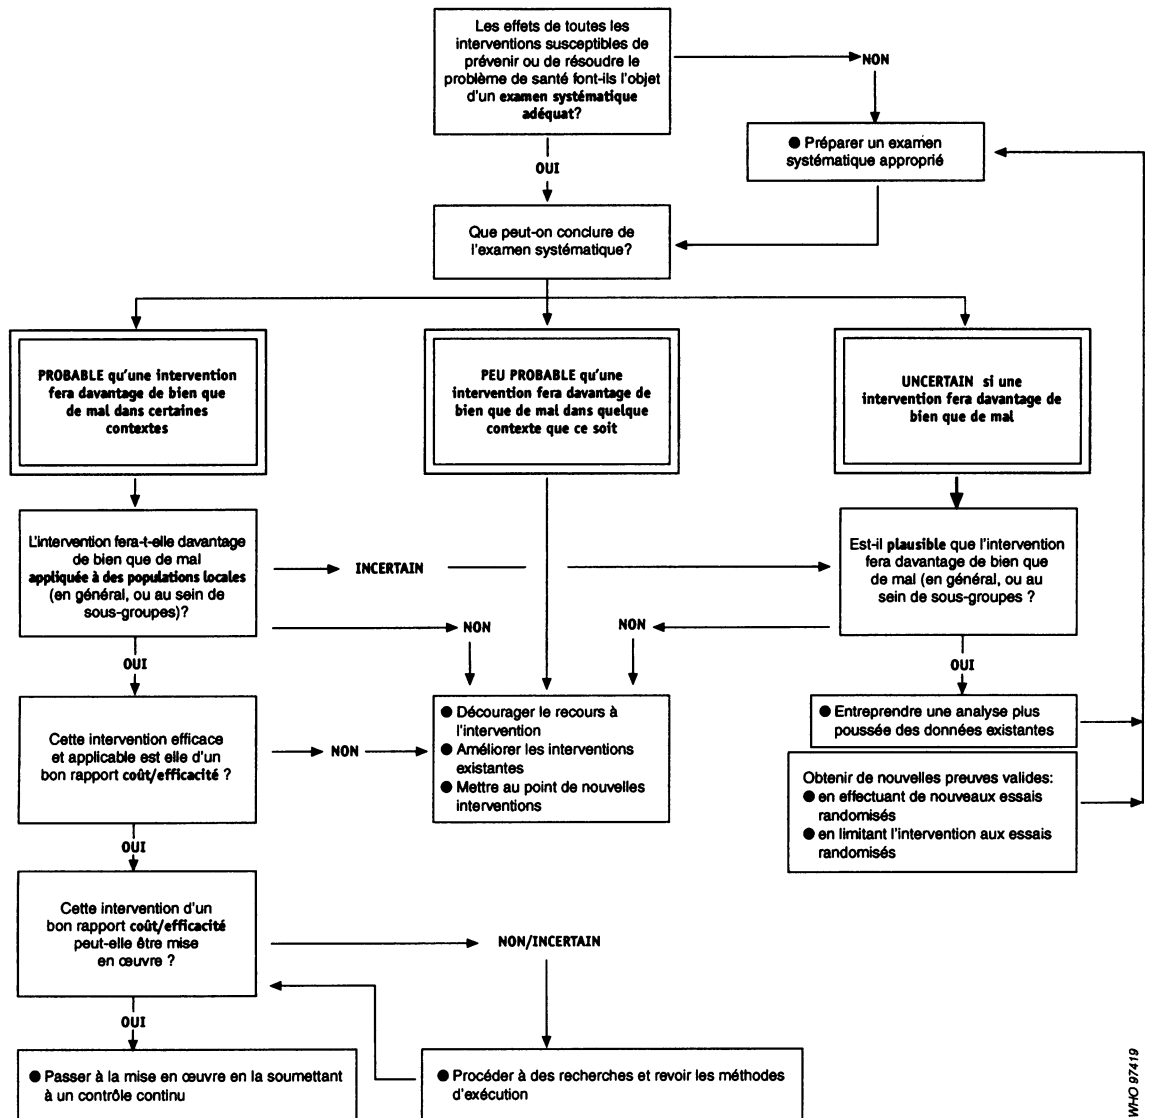 Les effets de toutes les
interventions susceptibles de
prévenir ou de résoudre le
problème de santé font-ils l'objet
d'un examen systématique
adéquat?
NON
● Préparer un examen
systématique approprié
OUI
Que peut-on conclure de
l'examen systématique?
PROBABLE qu'une intervention
fera davantage de bien que
de mal dans certaines
contextes
PEU PROBABLE qu'une
intervention fera davantage de
bien que de mal dans quelque
contexte que ce soit
UNCERTAIN si une
intervention fera davantage de
bien que de mal
L'intervention fera-t-elle davantage
de bien que de mal
appliquée à des populations locales
(en général, ou au sein de
sous-groupes)?
INCERTAIN
Est-il plausible que l'intervention
fera davantage de bien que
de mal (en général, ou au
sein de sous-groupes ?
NON
NON
OUI
OUI
Cette intervention efficace
et applicable est elle d'un
bon rapport coût/efficacité ?
NON
● Décourager le recours à
l'intervention
● Améliorer les interventions
existantes
● Mettre au point de nouvelles
interventions
● Entreprendre une analyse plus
poussée des données existantes
Obtenir de nouvelles preuves valides:
● en effectuant de nouveaux essais
randomisés
● en limitant l'intervention aux essais
randomisés
OUI
Cette intervention d'un
bon rapport coût/efficacité
peut-elle être mise
en œuvre ?
NON/INCERTAIN
OUI
● Passer à la mise en œuvre en la soumettant
à un contrôle continu
● Procéder à des recherches et revoir les méthodes
d'exécution
WHO 97419